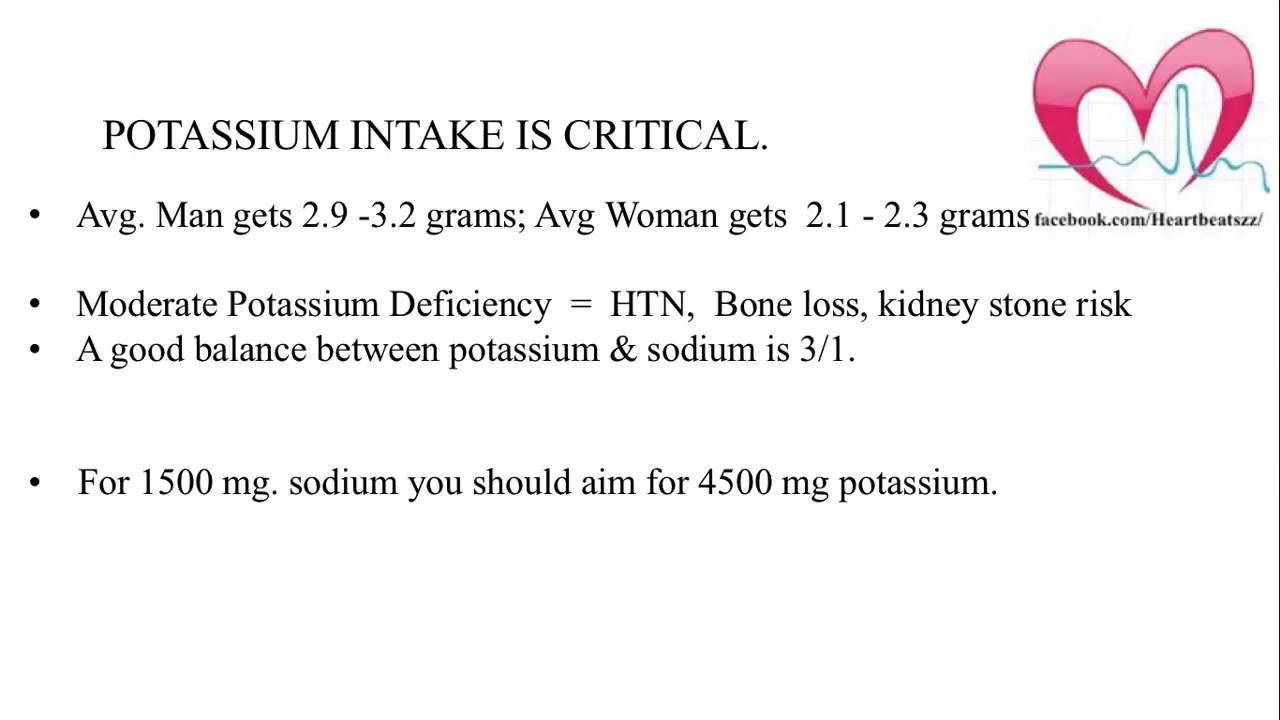 POTASSIUM INTAKE IS CRITICAL.
• Avg. Man gets 2.9 -3.2 grams; Avg Woman gets  2.1 - 2.3 grams
facebook.com/Heartbeatszz/
• Moderate Potassium Deficiency  =  HTN,  Bone loss, kidney stone risk
• A good balance between potassium & sodium is 3/1.
• For 1500 mg. sodium you should aim for 4500 mg potassium.